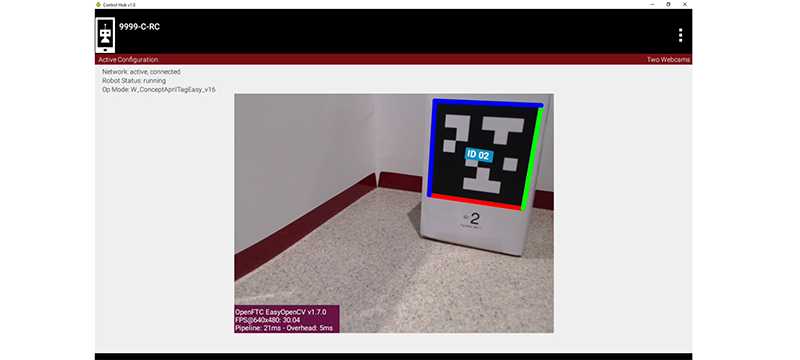 Control Hub v1.0
9999-C-RC
Active Configuration:
Two Webcams
Network: active, connected
Robot Status: running
Op Mode: W_ConceptAprilTagEasy_v16
ID 02
2
OpenFTC EasyOpenCV v1.7.0
FPS@640x480: 30.04
Pipeline: 21ms - Overhead: 5ms